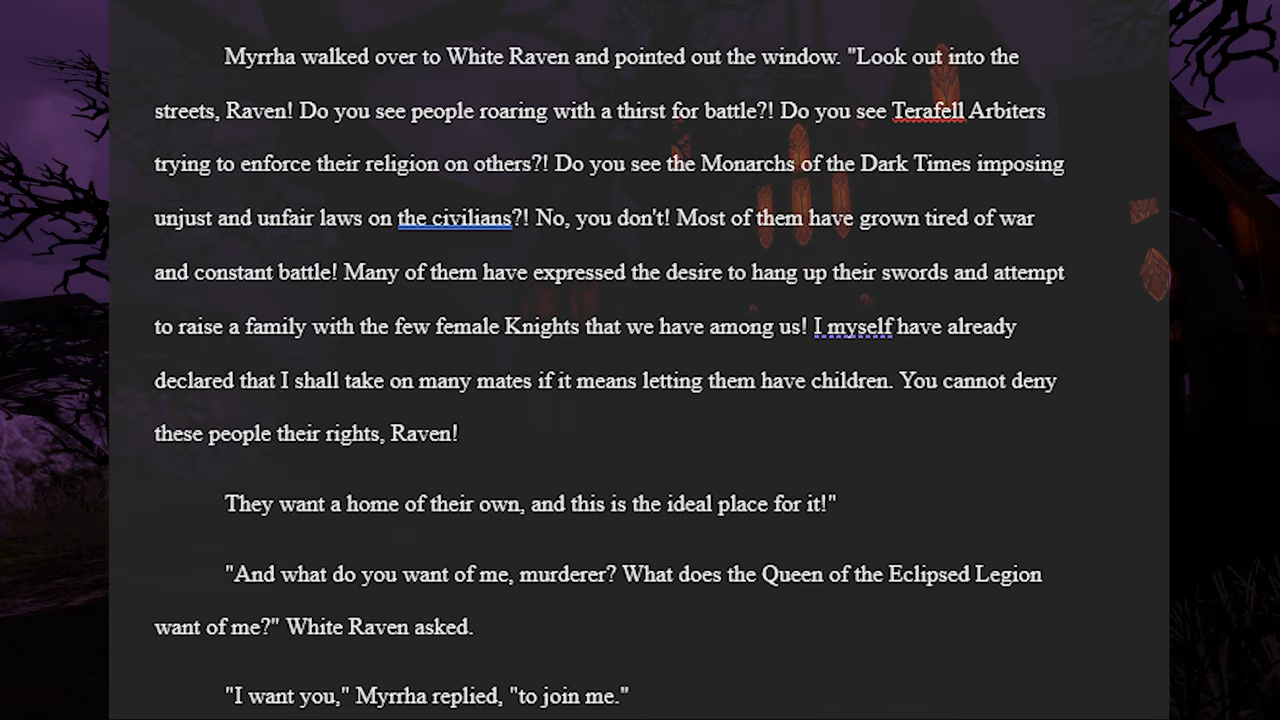 Myrrha walked over to White Raven and pointed out the window. "Look out into the
streets, Raven! Do you see people roaring with a thirst for battle?! Do you see Terafell Arbiters
trying to enforce their religion on others?! Do you see the Monarchs of the Dark Times imposing
unjust and unfair laws on the civilians?! No, you don't! Most of them have grown tired of war
and constant battle! Many of them have expressed the desire to hang up their swords and attempt
to raise a family with the few female Knights that we have among us! I myself have already
declared that I shall take on many mates if it means letting them have children. You cannot deny
these people their rights, Raven!
They want a home of their own, and this is the ideal place for it!"
"And what do you want of me, murderer? What does the Queen of the Eclipsed Legion
want of me?" White Raven asked.
"I want you," Myrrha replied, "to join me."